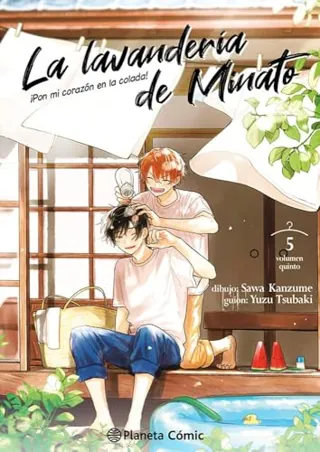 La lavandería
¡Pon mi corazón en la colada!
de Minato
5
volumen
quinto
dibujo: Sawa Kanzume
guión: Yuzu Tsubaki
Planeta Cómic